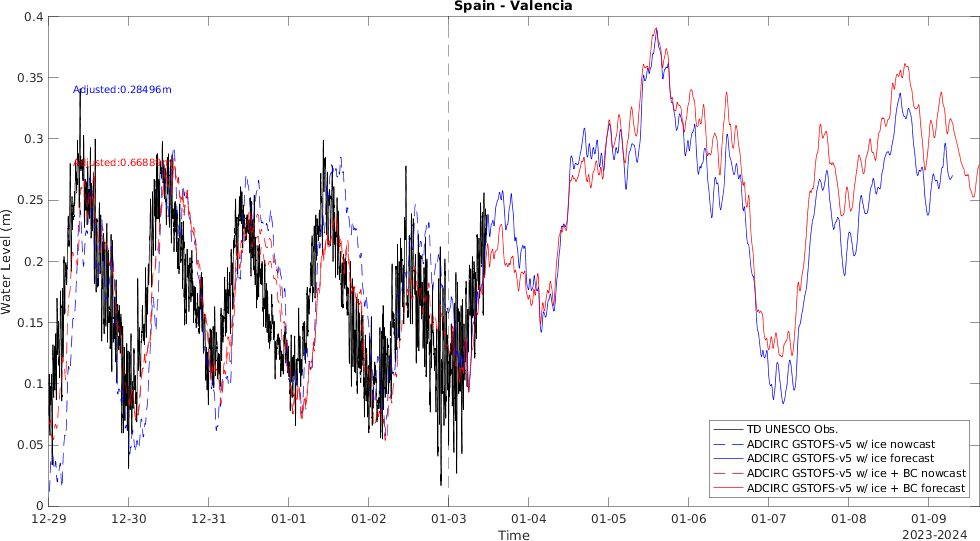 Spain - Valencia
0.4
0.35
0.3
0.25
0.2
0.15
0.1
0.05
0
Water Level (m)
Adjusted:0.28496m
TD UNESCO Obs.
ADCIRC GSTOFS-v5 w/ ice nowcast
ADCIRC GSTOFS-v5 w/ ice forecast
ADCIRC GSTOFS-v5 w/ ice + BC nowcast
ADCIRC GSTOFS-v5 w/ ice + BC forecast
12-29 12-30 12-31 01-01 01-02 01-03 01-04 01-05 01-06 01-07 01-08 01-09
Time
2023-2024